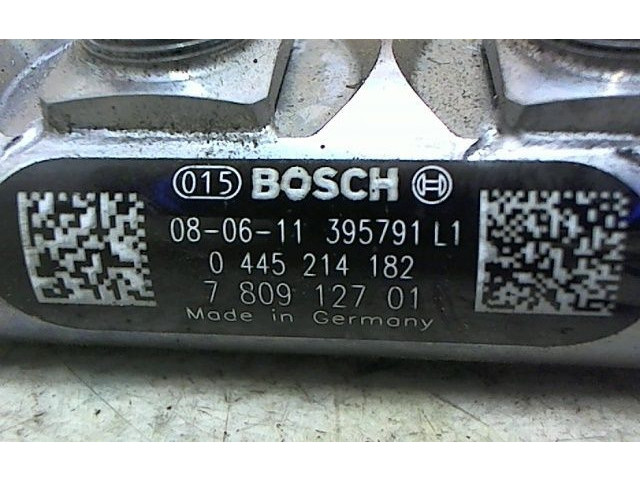 015 BOSCH
08-06-11 395791 L1
0 445 214 182
7 809 127 01
Made in Germany